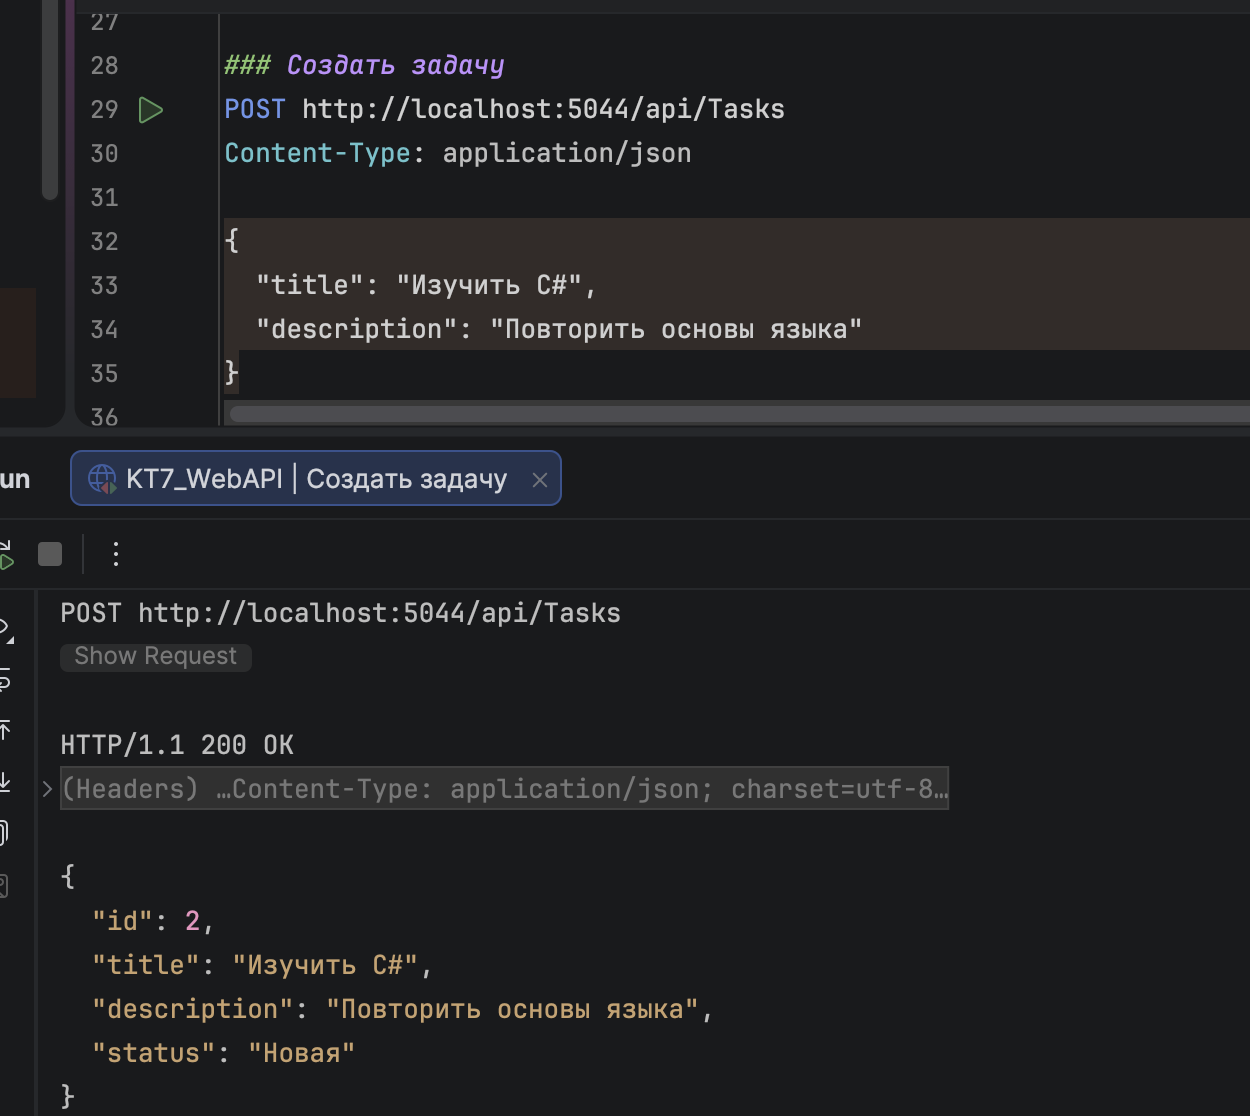 27
28 ### Создать задачу
29 POST http://localhost:5044/api/Tasks
30 Content-Type: application/json
31
32 {
33 "title": "Изучить C#",
34 "description": "Повторить основы языка"
35 }
36
un KT7_WebAPI | Создать задачу
POST http://localhost:5044/api/Tasks
Show Request
HTTP/1.1 200 OK
(Headers) …Content-Type: application/json; charset=utf-8…
{
"id": 2,
"title": "Изучить C#",
"description": "Повторить основы языка",
"status": "Новая"
}